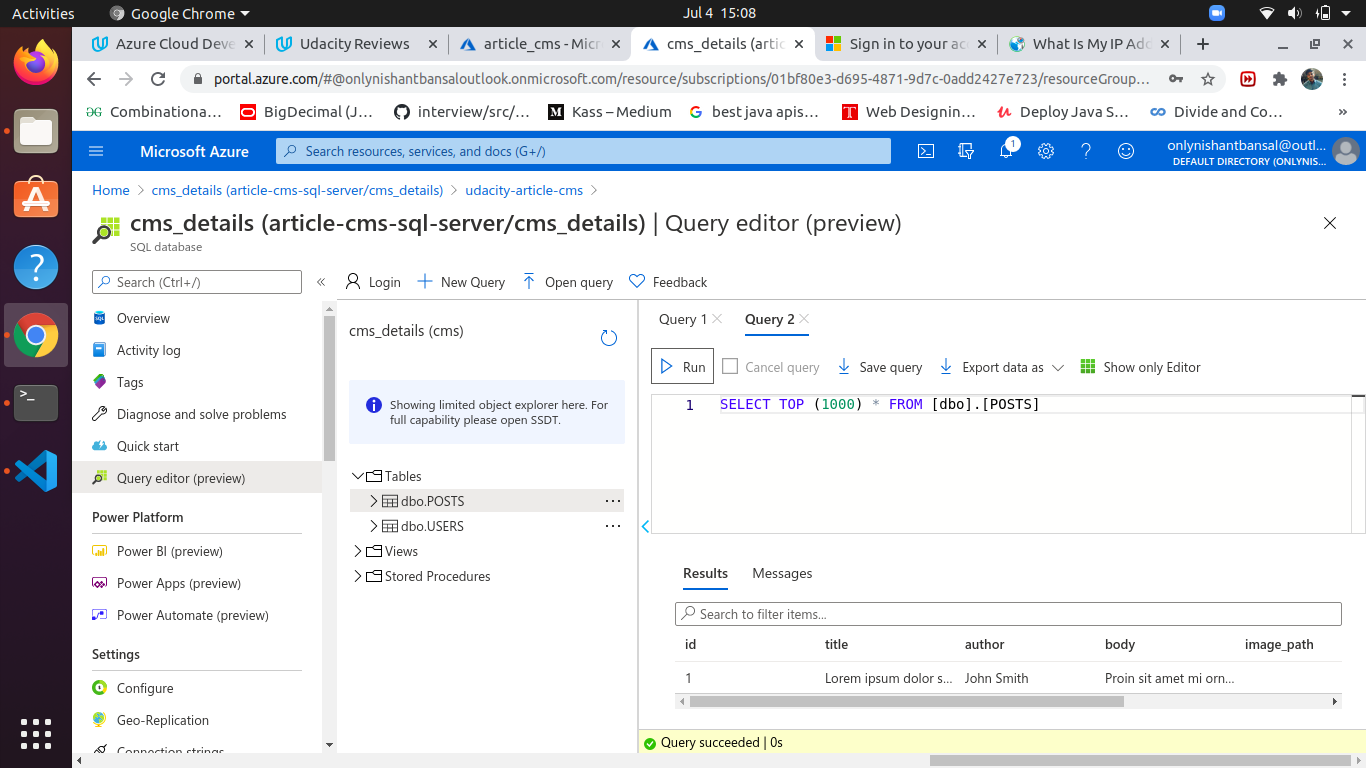 Activities
Google Chrome
Jul 4 15:08
Azure Cloud Deve
Udacity Reviews
article_cms - Micr
cms_details (artic
Sign in to your acc
What Is My IP Add
portal.azure.com/#@onlynishantbansaloutlook.onmicrosoft.com/resource/subscriptions/01bf80e3-d695-4871-9d7c-0add2427e723/resourceGroup…
Combinationa…
BigDecimal (J…
interview/src/…
Kass – Medium
best java apis…
Web Designin…
Deploy Java S…
Divide and Co…
»
Microsoft Azure
Search resources, services, and docs (G+/)
1
onlynishantbansal@outl...
DEFAULT DIRECTORY (ONLYNIS...
Home > cms_details (article-cms-sql-server/cms_details) > udacity-article-cms >
cms_details (article-cms-sql-server/cms_details) | Query editor (preview)
SQL database
Search (Ctrl+/)
«
Login
New Query
Open query
Feedback
Overview
Activity log
Tags
Diagnose and solve problems
Quick start
Query editor (preview)
Power Platform
Power BI (preview)
Power Apps (preview)
Power Automate (preview)
Settings
Configure
Geo-Replication
Connection strings
cms_details (cms)
Showing limited object explorer here. For
full capability please open SSDT.
Tables
dbo.POSTS
dbo.USERS
Views
Stored Procedures
Query 1
Query 2
Run
Cancel query
Save query
Export data as
Show only Editor
1 SELECT TOP (1000) * FROM [dbo].[POSTS]
Results
Messages
Search to filter items...
id title author body image_path
1 Lorem ipsum dolor s... John Smith Proin sit amet mi orn...
Query succeeded | 0s